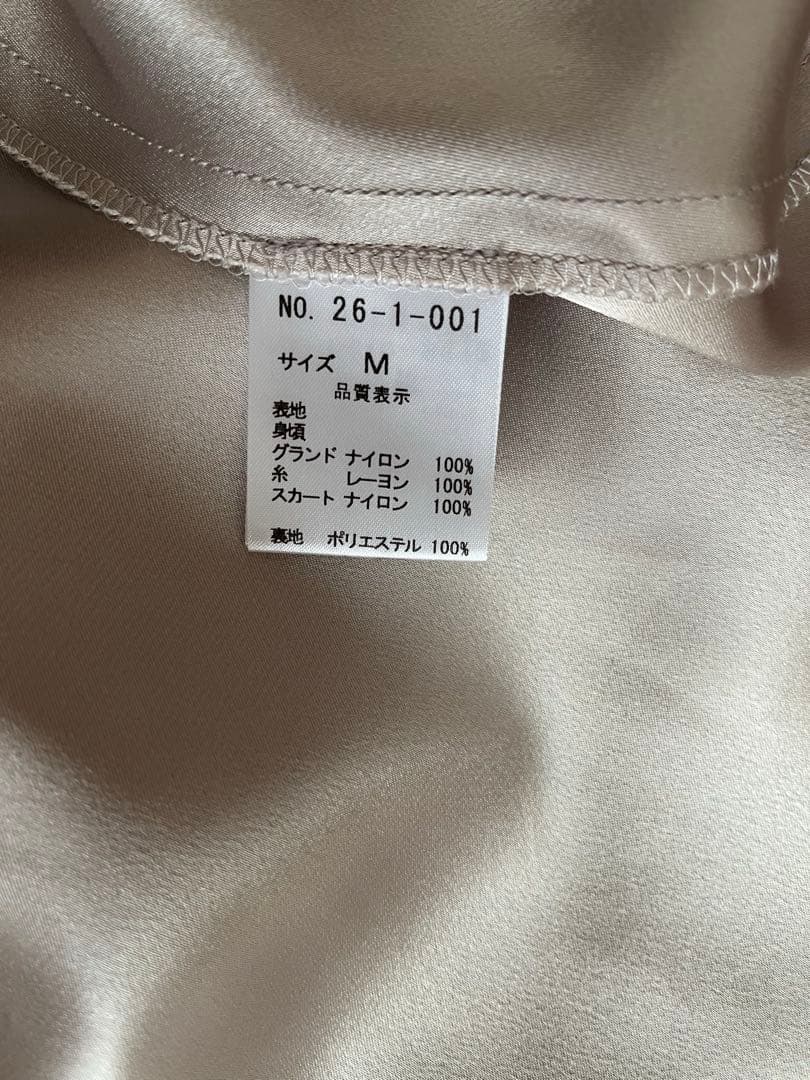 NO. 26-1-001
サイズ M
品質表示
表地
身頃
グランド ナイロン 100%
糸 レーヨン 100%
スカート ナイロン 100%
裏地 ポリエステル 100%